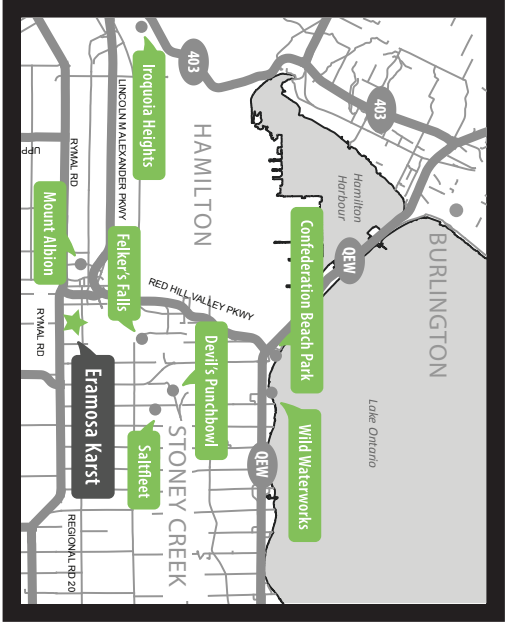 BURLINGTON
403
403
Hamilton
Harbour
QEW
Lake Ontario
HAMILTON
Confederation Beach Park
Wild Waterworks
QEW
Iroquoia Heights
LINCOLN M ALEXANDER PKWY
RED HILL VALLEY PKWY
Devil's Punchbowl
STONEY CREEK
Felker's Falls
Saltfleet
RYMAL RD
UPP
Mount Albion
Eramosa Karst
RYMAL RD
REGIONAL RD 20